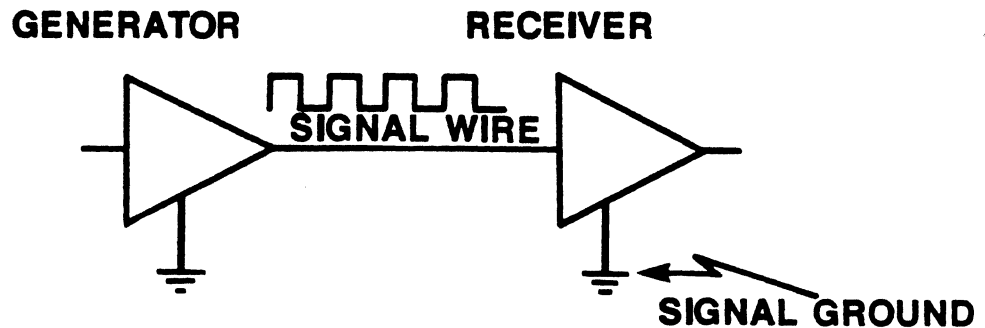 GENERATOR
RECEIVER
SIGNAL WIRE
SIGNAL GROUND